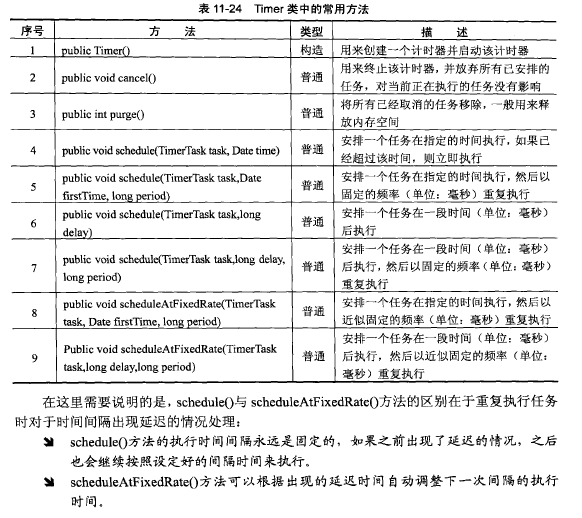 表 11-24 Timer 类中的常用方法
序号 方 法 类型 描 述
1 public Timer() 构造 用来创建一个计时器并启动该计时器
2 public void cancel() 普通 用来终止该计时器,并放弃所有已安排的
任务,对当前正在执行的任务没有影响
3 public int purge() 普通 将所有已经取消的任务移除,一般用来释
放内存空间
4 public void schedule(TimerTask task, Date time) 普通 安排一个任务在指定的时间执行,如果已
经超过该时间,则立即执行
5 public void schedule(TimerTask task,Date
firstTime, long period) 普通 安排一个任务在指定的时间执行,然后以
固定的频率(单位:毫秒)重复执行
6 public void schedule(TimerTask task,long
delay) 普通 安排一个任务在一段时间(单位:毫秒)
后执行
7 public void schedule(TimerTask task,long delay,
long period) 普通 安排一个任务在一段时间(单位:毫秒)
后执行,然后以固定的频率(单位:毫秒)
重复执行
8 public void scheduleAtFixedRate(TimerTask
task, Date firstTime, long period) 普通 安排一个任务在指定的时间执行,然后以
近似固定的频率(单位:毫秒)重复执行
9 Public void scheduleAtFixedRate(TimerTask
task,long delay,long period) 普通 安排一个任务在一段时间(单位:毫秒)
后执行,然后以近似固定的频率(单位:
毫秒)重复执行
在这里需要说明的是,schedule()与 scheduleAtFixedRate()方法的区别在于重复执行任务
时对于时间间隔出现延迟的情况处理:
schedule()方法的执行时间间隔永远是固定的,如果之前出现了延迟的情况,之后
也会继续按照设定好的间隔时间来执行。
scheduleAtFixedRate()方法可以根据出现的延迟时间自动调整下一次间隔的执行
时间。